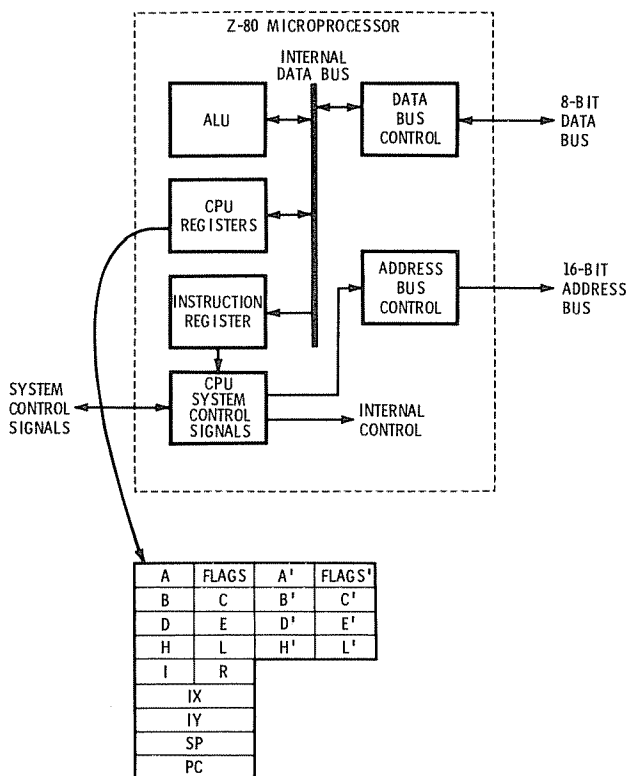 Z-80 MICROPROCESSOR
INTERNAL
DATA BUS
ALU
DATA
BUS
CONTROL
8-BIT
DATA
BUS
CPU
REGISTERS
ADDRESS
BUS
CONTROL
16-BIT
ADDRESS
BUS
INSTRUCTION
REGISTER
SYSTEM
CONTROL
SIGNALS
CPU
SYSTEM
CONTROL
SIGNALS
INTERNAL
CONTROL
A FLAGS A' FLAGS'
B C B' C'
D E D' E'
H L H' L'
I R
IX
IY
SP
PC